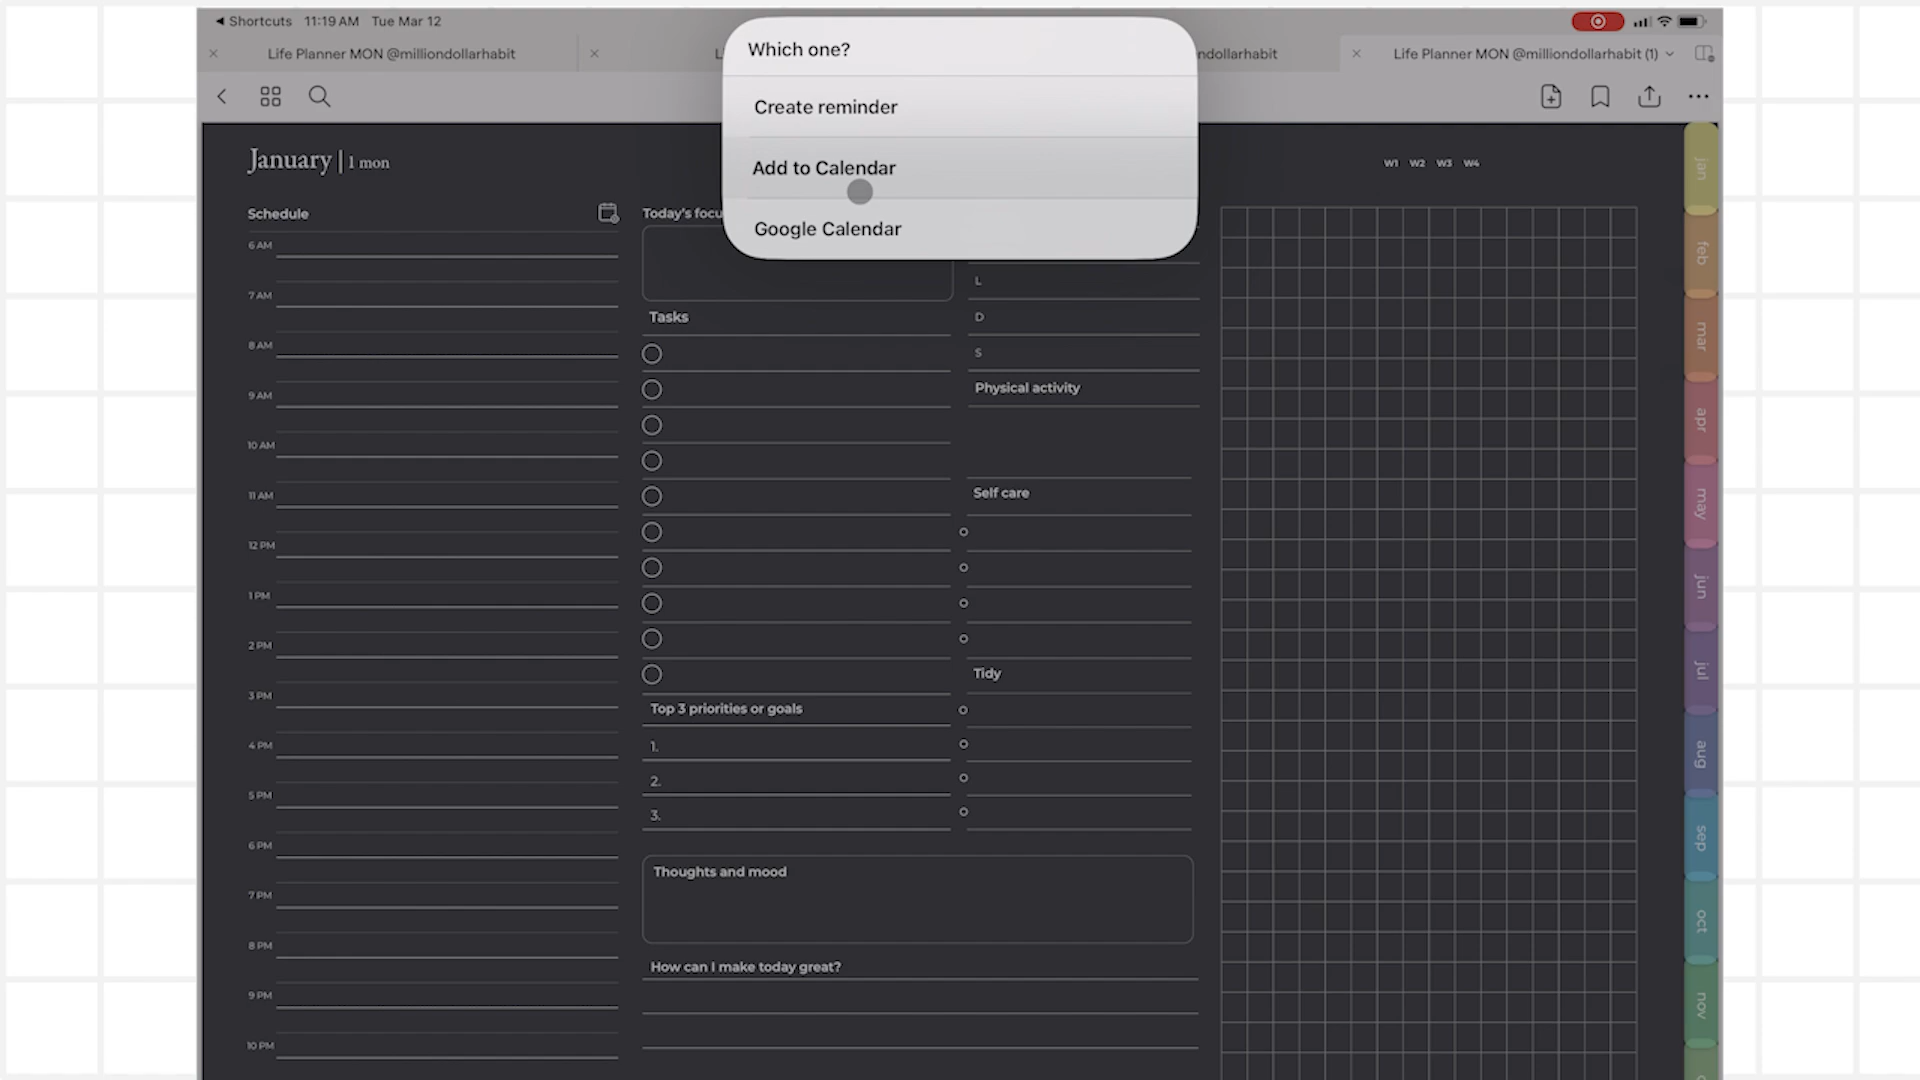 Shortcuts 11:19 AM Tue Mar 12
Life Planner MON @milliondollarhabit
Life Planner MON @milliondollarhabit (1)
Which one?
Create reminder
Add to Calendar
Google Calendar
January | 1 mon
W1 W2 W3 W4
Schedule
6 AM
7 AM
8 AM
9 AM
10 AM
11 AM
12 PM
1 PM
2 PM
3 PM
4 PM
5 PM
6 PM
7 PM
8 PM
9 PM
10 PM
Today's
Tasks
Top 3 priorities or goals
1.
2.
3.
L
D
S
Physical activity
Self care
Tidy
Thoughts and mood
How can I make today great?
jan
feb
mar
apr
may
jun
jul
aug
sep
oct
nov